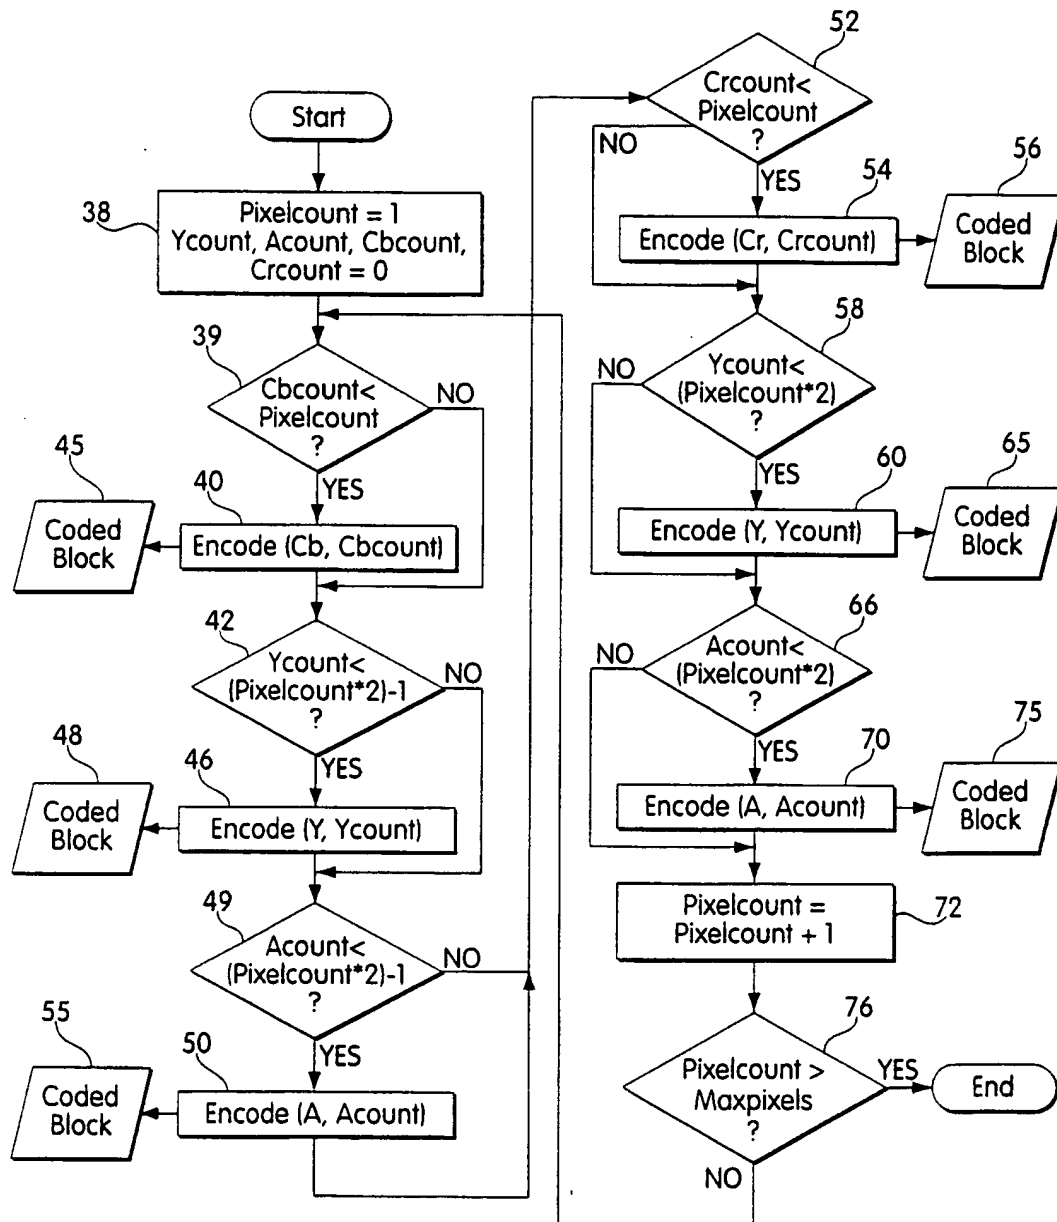 Start
38
Pixelcount = 1
Ycount, Acount, Cbcount,
Crcount = 0
39
Cbcount<
Pixelcount
?
NO
YES
45
Coded
Block
40
Encode (Cb, Cbcount)
42
Ycount<
(Pixelcount*2)-1
?
NO
YES
48
Coded
Block
46
Encode (Y, Ycount)
49
Acount<
(Pixelcount*2)-1
?
NO
YES
55
Coded
Block
50
Encode (A, Acount)
52
Crcount<
Pixelcount
?
NO
YES
54
Encode (Cr, Crcount)
56
Coded
Block
58
Ycount<
(Pixelcount*2)
?
NO
YES
60
Encode (Y, Ycount)
65
Coded
Block
66
Acount<
(Pixelcount*2)
?
NO
YES
70
Encode (A, Acount)
75
Coded
Block
Pixelcount =
Pixelcount + 1
72
76
Pixelcount >
Maxpixels
?
YES
End
NO